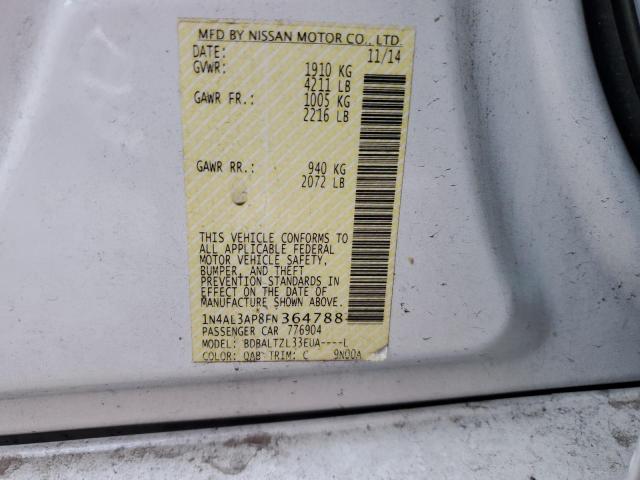 MFD BY NISSAN MOTOR CO., LTD.
DATE: 11/14
GVWR: 1910 KG
4211 LB
GAWR FR.: 1005 KG
2216 LB
GAWR RR.: 940 KG
2072 LB
THIS VEHICLE CONFORMS TO
ALL APPLICABLE FEDERAL
MOTOR VEHICLE SAFETY,
BUMPER, AND THEFT
PREVENTION STANDARDS IN
EFFECT ON THE DATE OF
MANUFACTURE SHOWN ABOVE.
1N4AL3AP8FN364788
PASSENGER CAR 776904
MODEL: BDBALTZL33EUA----L
COLOR: QAB TRIM: C 9N00A